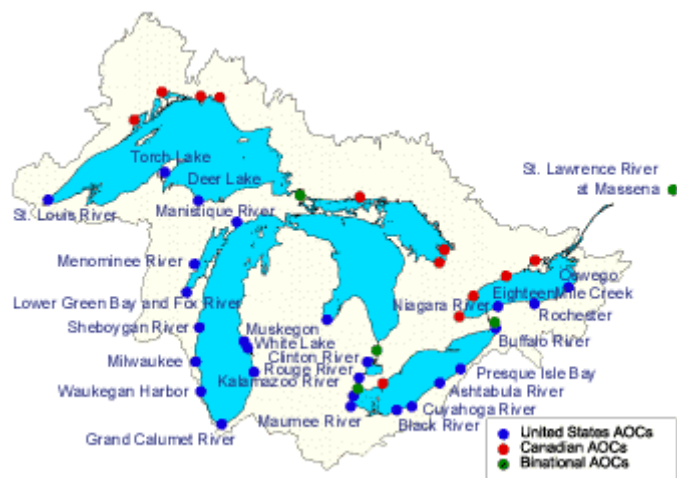 Torch Lake
Deer Lake
St. Lawrence River
at Massena
St. Louis River
Manistique River
Menominee River
Oswego
Lower Green Bay and Fox River
Niagara River
EighteenMile Creek
Rochester
Sheboygan River
Muskegon
White Lake
Buffalo River
Clinton River
Milwaukee
Rouge River
Presque Isle Bay
Kalamazoo River
Waukegan Harbor
Ashtabula River
Maumee River
Cuyahoga River
Black River
Grand Calumet River
United States AOCs
Canadian AOCs
Binational AOCs